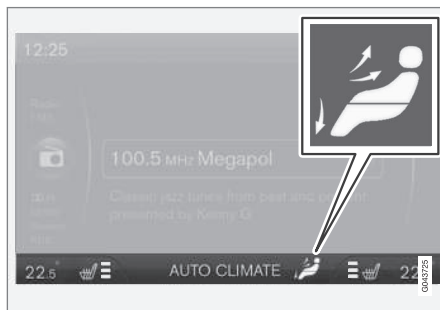 12:25
Radio
100.5 MHz Megapol
Classic jazz tunes from past and present
presented by Kenny G
22.5° AUTO CLIMATE 22
G043725